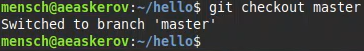 mensch@aeaskerov:~/hello$ git checkout master
Switched to branch 'master'
mensch@aeaskerov:~/hello$